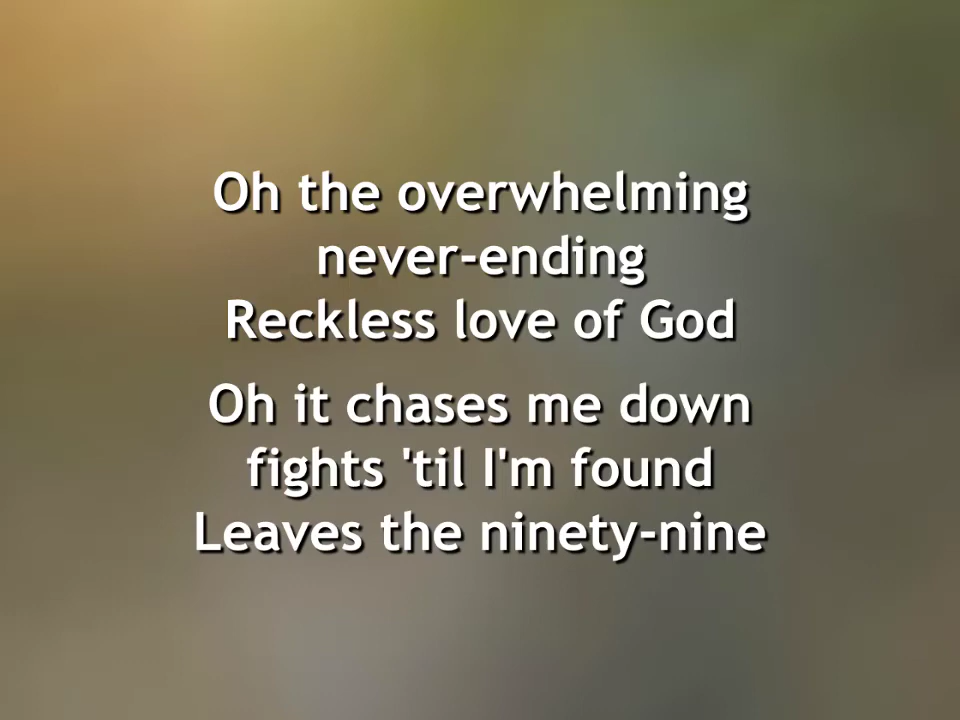 Oh the overwhelming
never-ending
Reckless love of God
Oh it chases me down
fights 'til I'm found
Leaves the ninety-nine